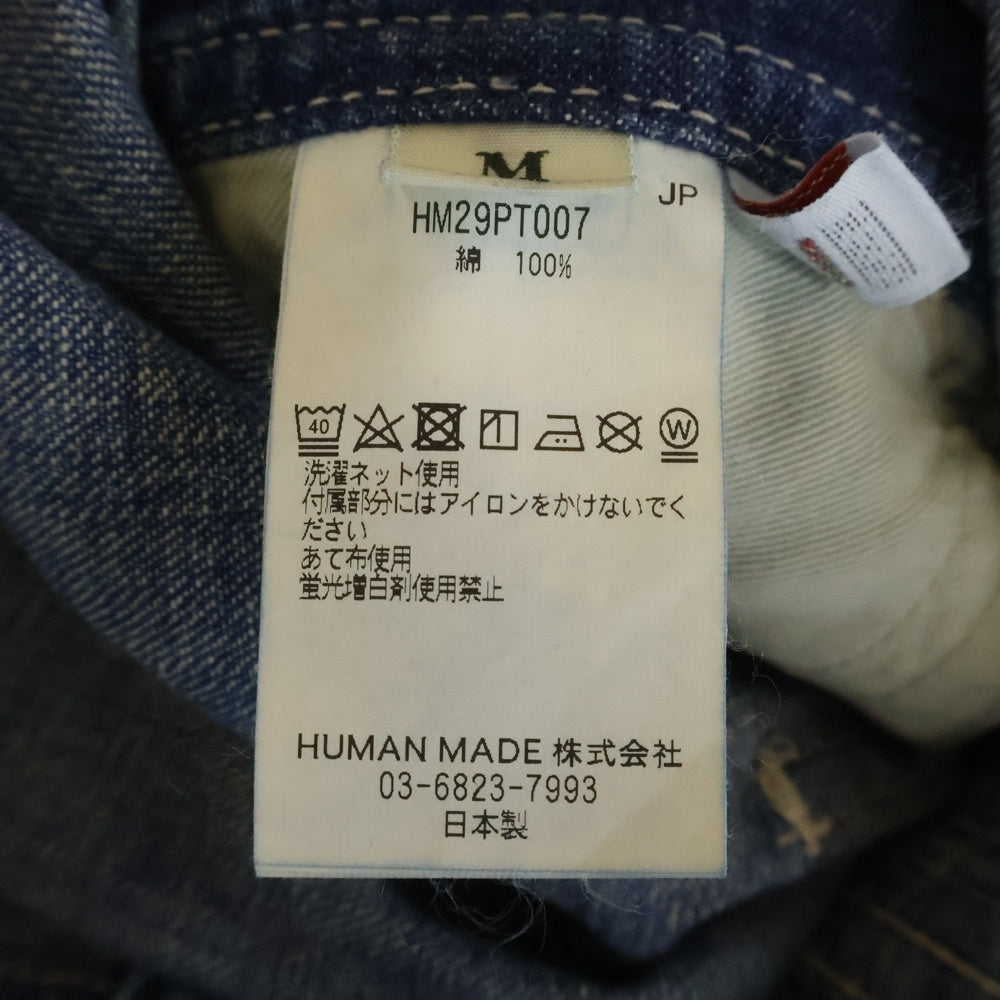 M
JP
HM29PT007
綿 100%
40
W
洗濯ネット使用
付属部分にはアイロンをかけないでく
ださい
あて布使用
蛍光増白剤使用禁止
HUMAN MADE 株式会社
03-6823-7993
日本製